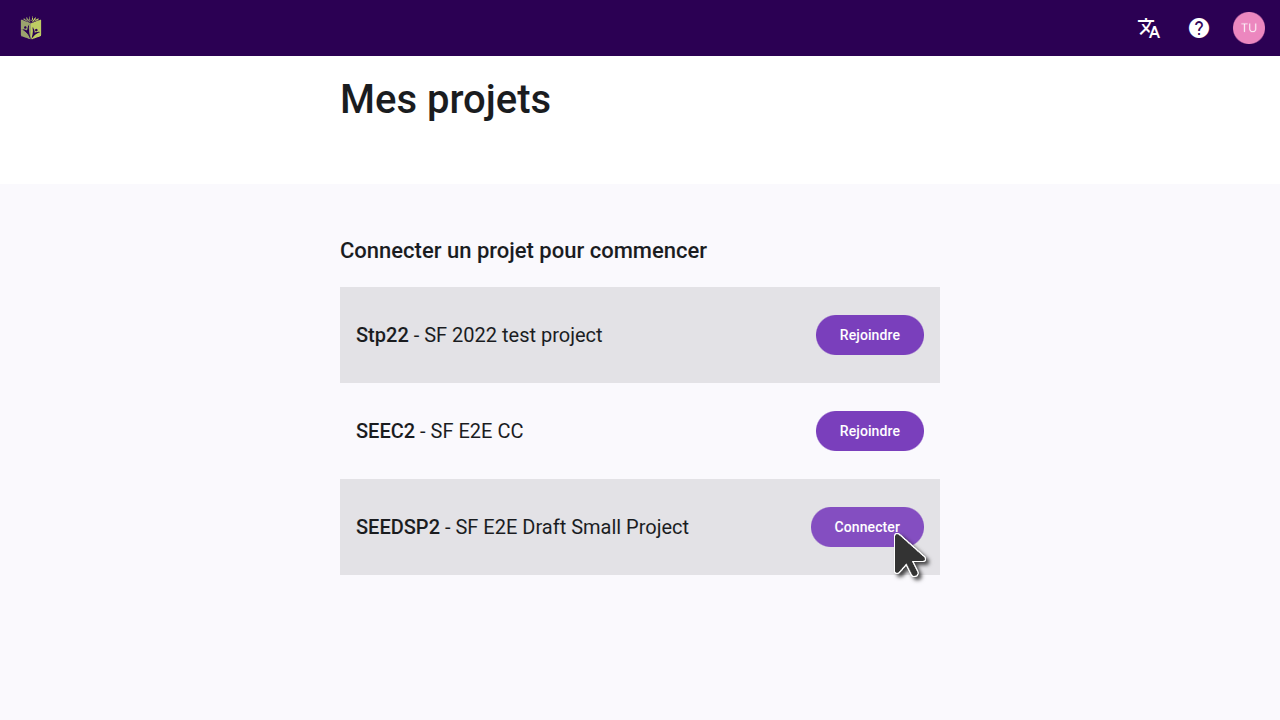 TU
Mes projets
Connecter un projet pour commencer
Stp22 - SF 2022 test project
Rejoindre
SEEC2 - SF E2E CC
Rejoindre
SEEDSP2 - SF E2E Draft Small Project
Connecter